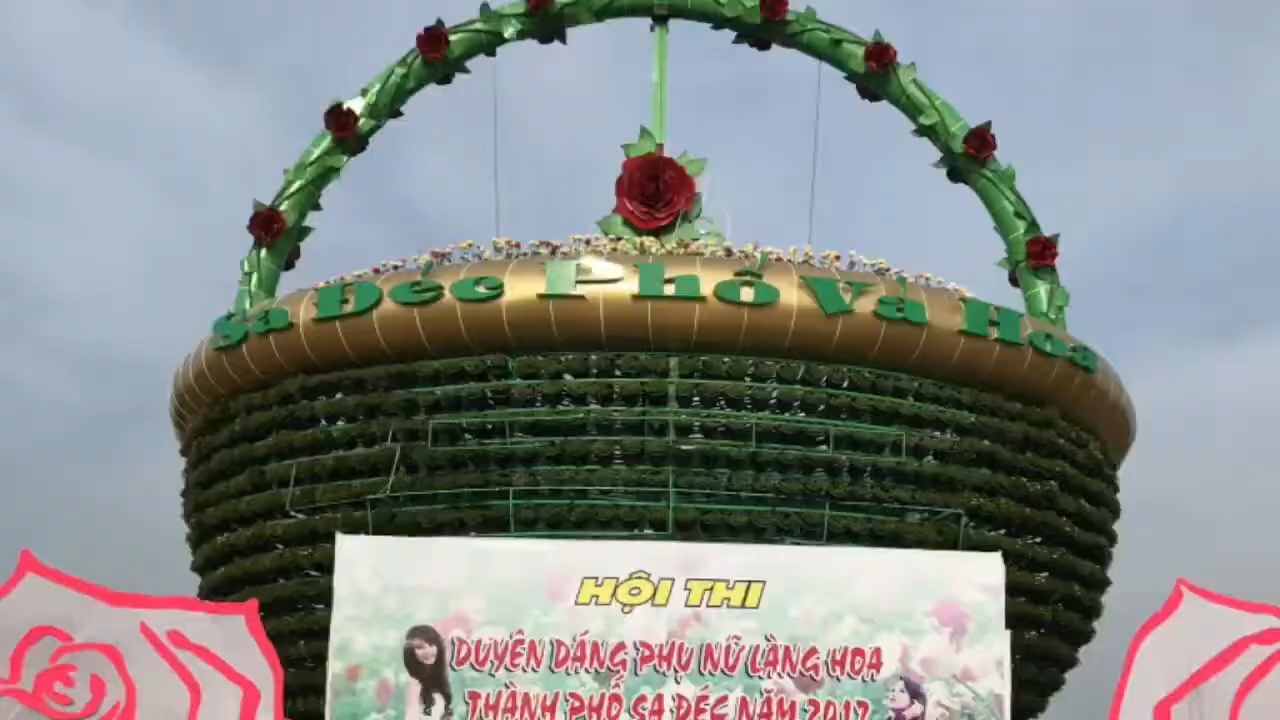 Sa Đéc Phố Và Hoa
HỘI THI
DUYÊN DÁNG PHỤ NỮ LÀNG HOA
THÀNH PHỐ SA ĐÉC NĂM 2017